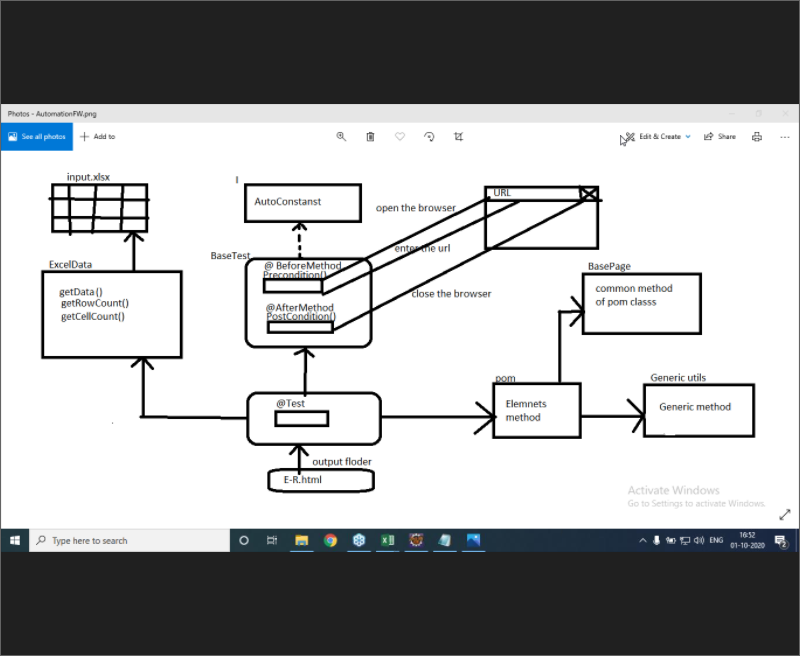 Photos - AutomationFW.png
See all photos
Add to
Edit & Create
Share
input.xlsx
I
AutoConstanst
URL
open the browser
enter the url
close the browser
BaseTest
@ BeforeMethod
Precondition()
@AfterMethod
PostCondition()
ExcelData
getData()
getRowCount()
getCellCount()
BasePage
common method
of pom classs
pom
Elemnets
method
Generic utils
Generic method
@Test
output floder
E-R.html
Activate Windows
Go to Settings to activate Windows.
Type here to search
ENG
16:52
01-10-2020
2